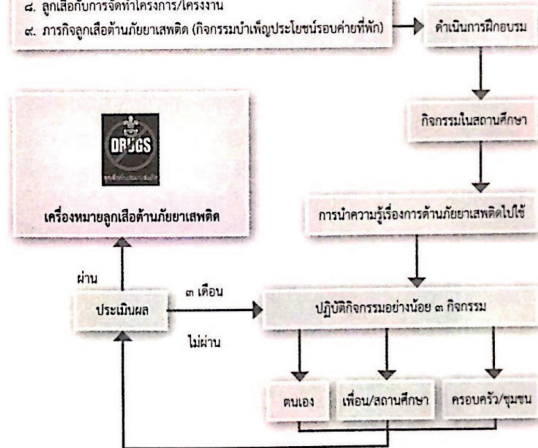 ๘. ลูกเสือกับการจัดทำโครงการ/โครงงาน
๙. ภารกิจลูกเสือต้านภัยยาเสพติด (กิจกรรมบำเพ็ญประโยชน์รอบค่ายที่พัก)
ดำเนินการฝึกอบรม
กิจกรรมในสถานศึกษา
DRUGS
เครื่องหมายลูกเสือต้านภัยยาเสพติด
การนำความรู้เรื่องการต้านภัยยาเสพติดไปใช้
ผ่าน
ประเมินผล
๓ เดือน
ไม่ผ่าน
ปฏิบัติกิจกรรมอย่างน้อย ๓ กิจกรรม
ตนเอง
เพื่อน/สถานศึกษา
ครอบครัว/ชุมชน